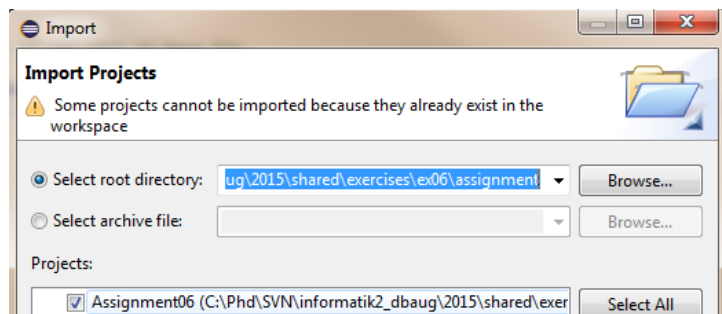 Import
Import Projects
Some projects cannot be imported because they already exist in the
workspace
Select root directory: ug\2015\shared\exercises\ex06\assignment Browse...
Select archive file: Browse...
Projects:
Assignment06 (C:\Phd\SVN\informatik2_dbaug\2015\shared\exer Select All